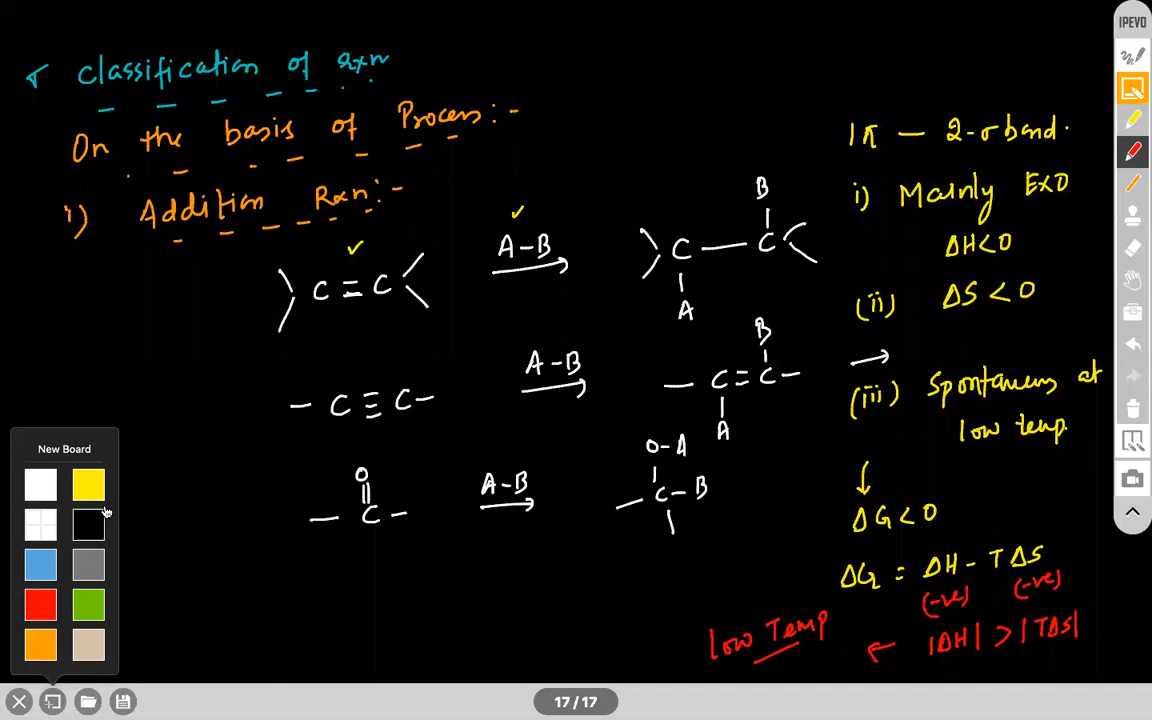 Classification of rxn
On the basis of Process:-
i) Addition Rxn:-
C=C
A-B
C — C
B
A
- C ≡ C -
A-B
- C = C -
B
A
O
- C -
A-B
O-A
- C - B
1π — 2-σ bond.
i) Mainly EXO
ΔH<0
(ii) ΔS < 0
(iii) Spontaneous at
low temp.
↓
ΔG < 0
ΔG = ΔH - TΔS
(-ve) (-ve)
Low Temp ← |ΔH| > |TΔS|
IPEVO
New Board
17/17